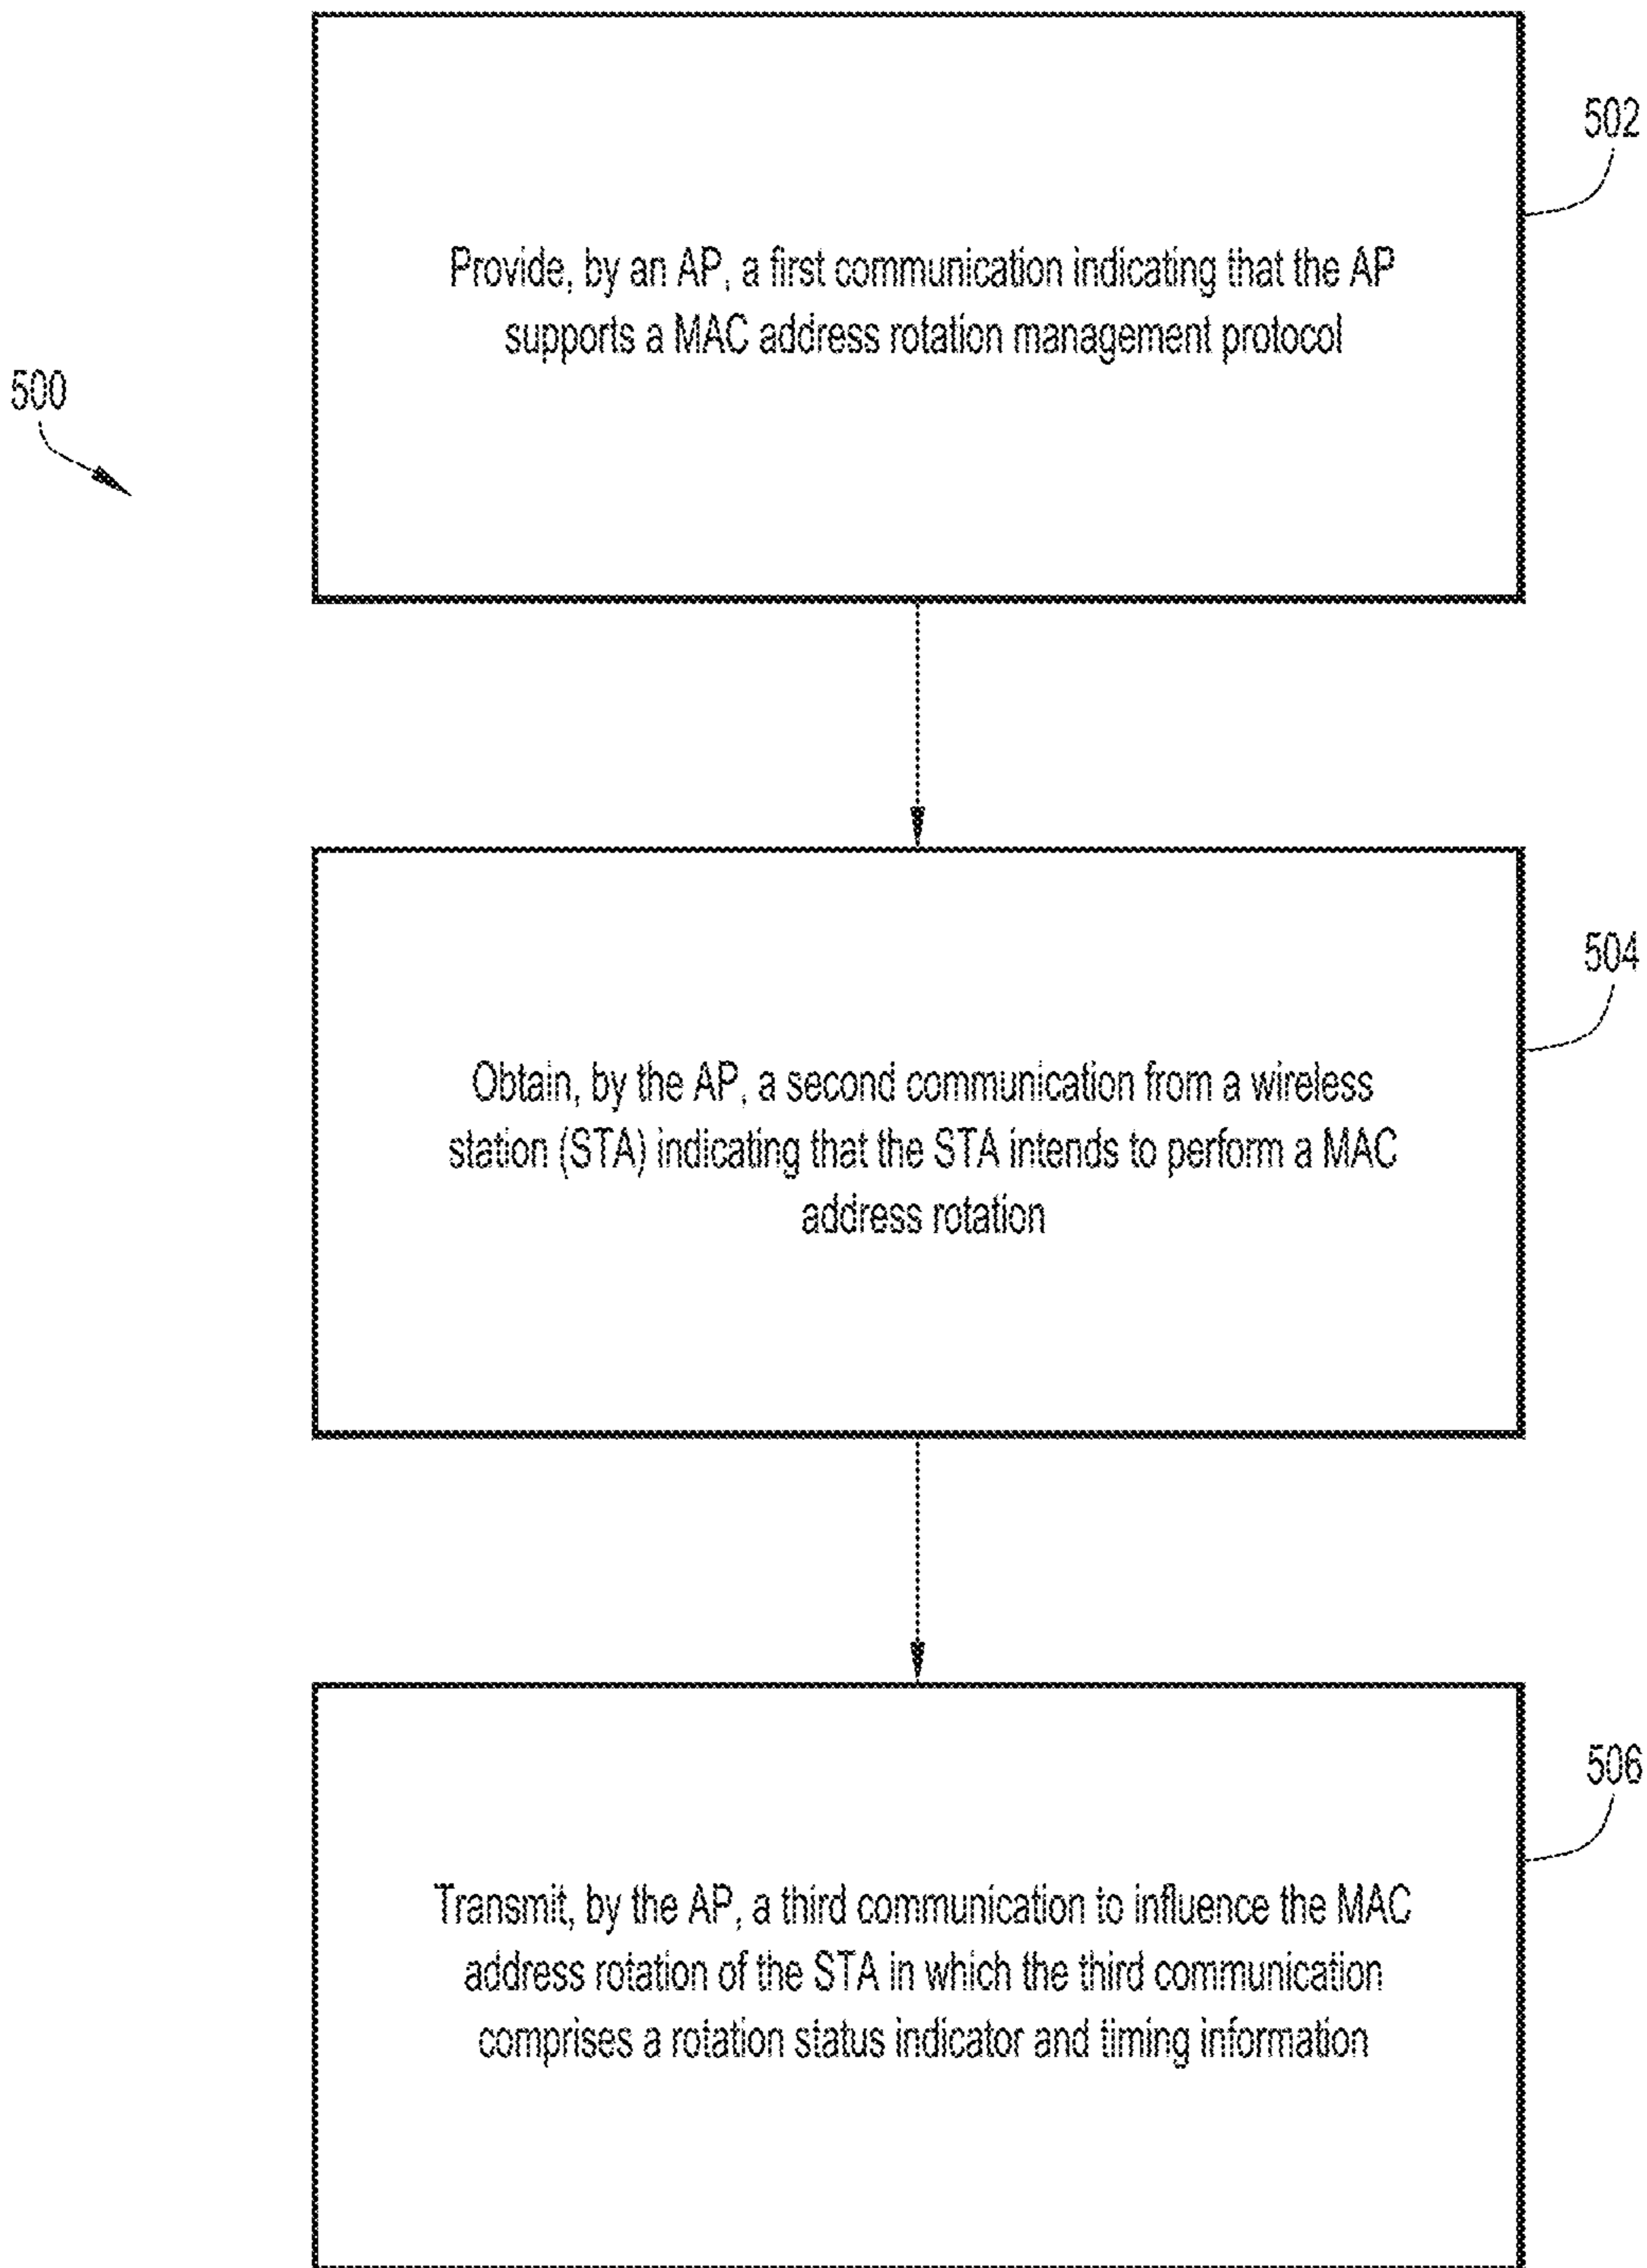 502
Provide, by an AP, a first communication indicating that the AP
supports a MAC address rotation management protocol
500
504
Obtain, by the AP, a second communication from a wireless
station (STA) indicating that the STA intends to perform a MAC
address rotation
506
Transmit, by the AP, a third communication to influence the MAC
address rotation of the STA in which the third communication
comprises a rotation status indicator and timing information